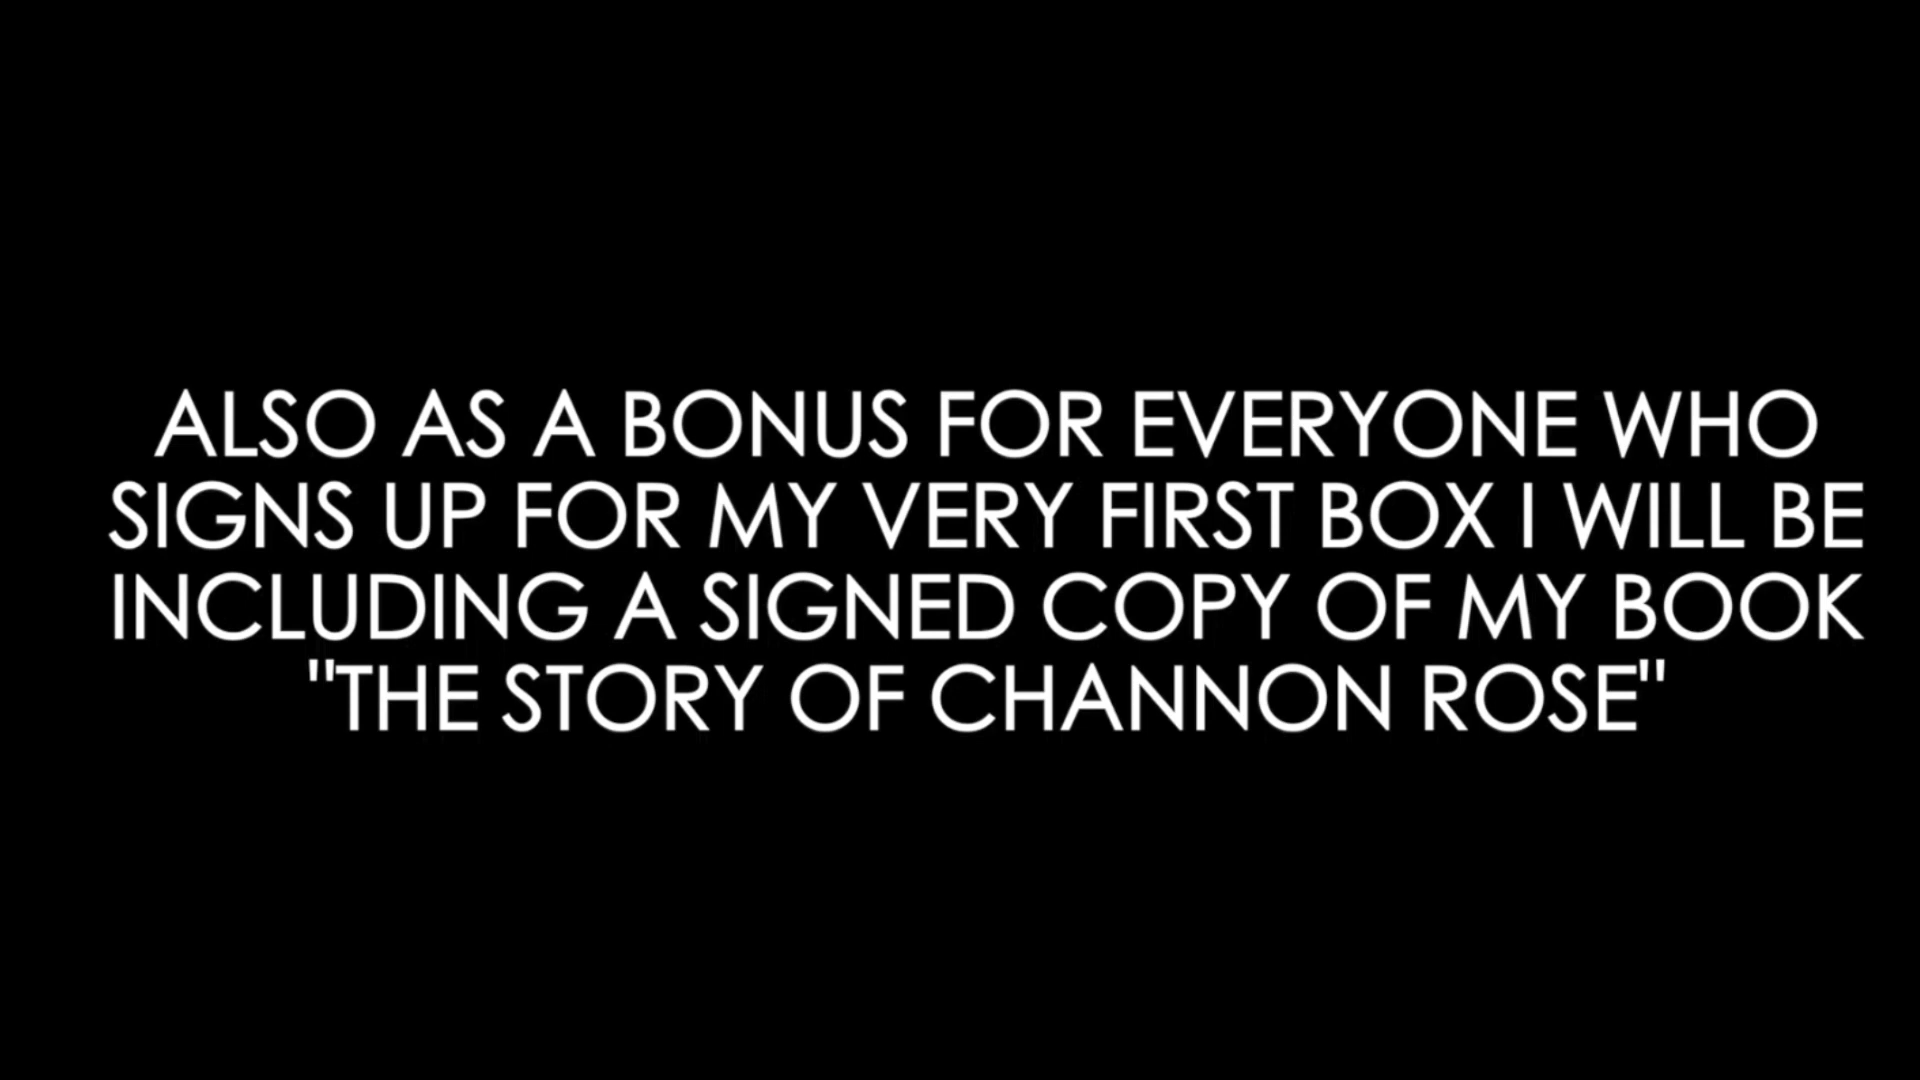 ALSO AS A BONUS FOR EVERYONE WHO
SIGNS UP FOR MY VERY FIRST BOX I WILL BE
INCLUDING A SIGNED COPY OF MY BOOK
"THE STORY OF CHANNON ROSE"